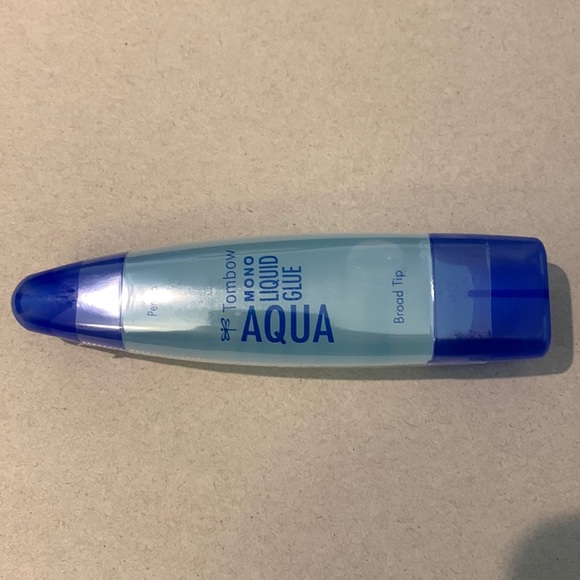 Tombow
MONO
LIQUID
GLUE
AQUA
Broad Tip